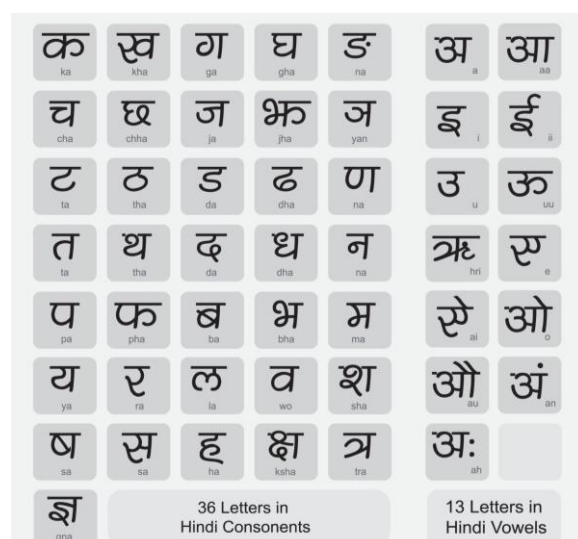 क ख ग घ ङ
ka kha ga gha na
च छ ज झ ञ
cha chha ja jha yan
ट ठ ड ढ ण
ta tha da dha na
त थ द ध न
ta tha da dha na
प फ ब भ म
pa pha ba bha ma
य र ल व श
ya ra la wo sha
ष स ह क्ष त्र
sa sa ha ksha tra
ज्ञ
gna
36 Letters in
Hindi Consonents
अ आ
a aa
इ ई
i ii
उ ऊ
u uu
ऋ ए
hri e
ऐ ओ
ai o
औ अं
au an
अः
ah
13 Letters in
Hindi Vowels